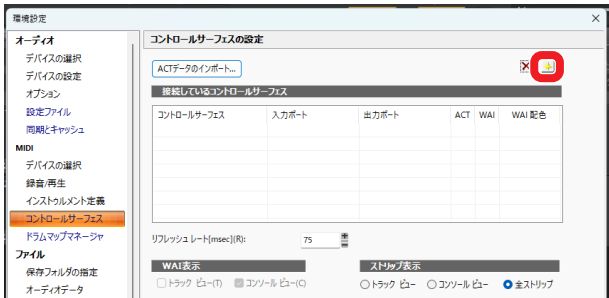 環境設定
オーディオ
デバイスの選択
デバイスの設定
オプション
設定ファイル
同期とキャッシュ
MIDI
デバイスの選択
録音/再生
インストゥルメント定義
コントロールサーフェス
ドラムマップマネージャ
ファイル
保存フォルダの指定
オーディオデータ
コントロールサーフェスの設定
ACTデータのインポート...
接続しているコントロールサーフェス
コントロールサーフェス 入力ポート 出力ポート ACT WAI WAI 配色
リフレッシュ レート[msec](R): 75
WAI表示
トラック ビュー(T) コンソール ビュー(C)
ストリップ表示
トラック ビュー コンソール ビュー 全ストリップ